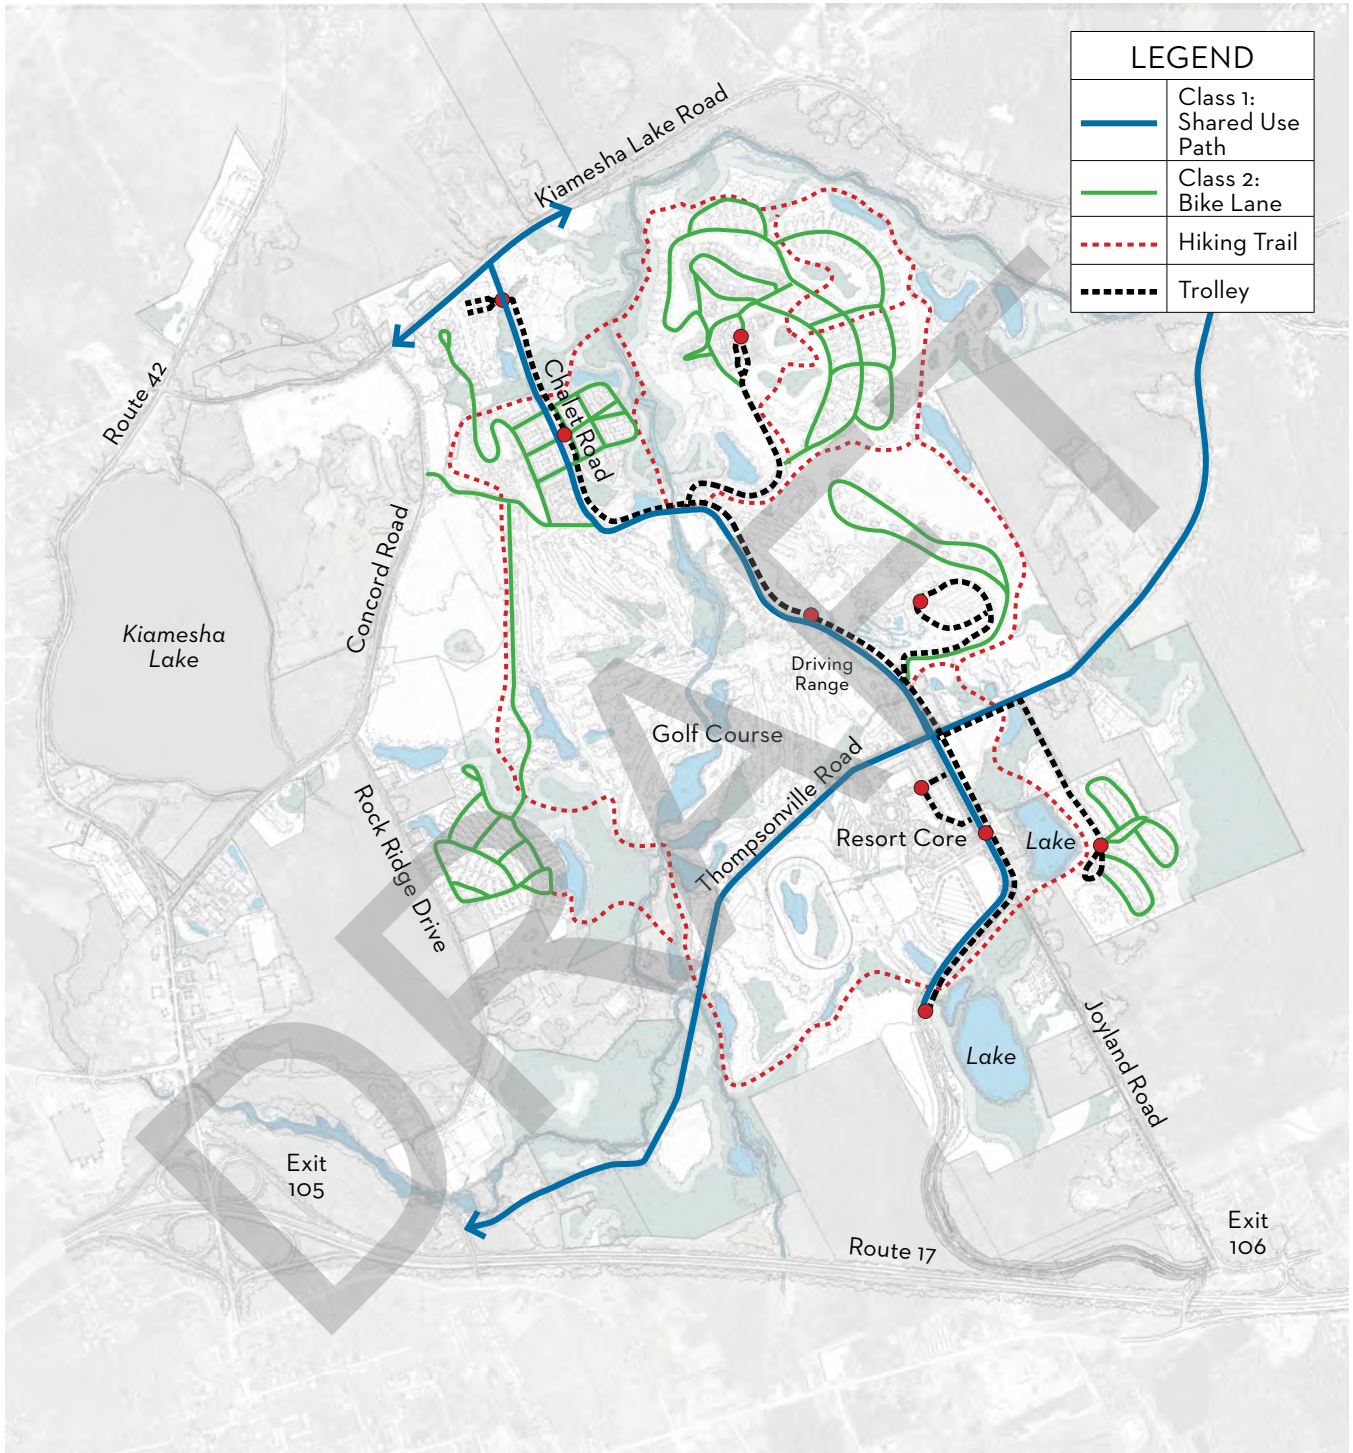 LEGEND
Class 1:
Shared Use
Path
Class 2:
Bike Lane
Hiking Trail
Trolley
Kiamesha Lake Road
Route 42
Chalet Road
Concord Road
Kiamesha
Lake
Driving
Range
Golf Course
Thompsonville Road
Rock Ridge Drive
Resort Core
Lake
Lake
Joyland Road
Exit
105
Route 17
Exit
106
DRAFT